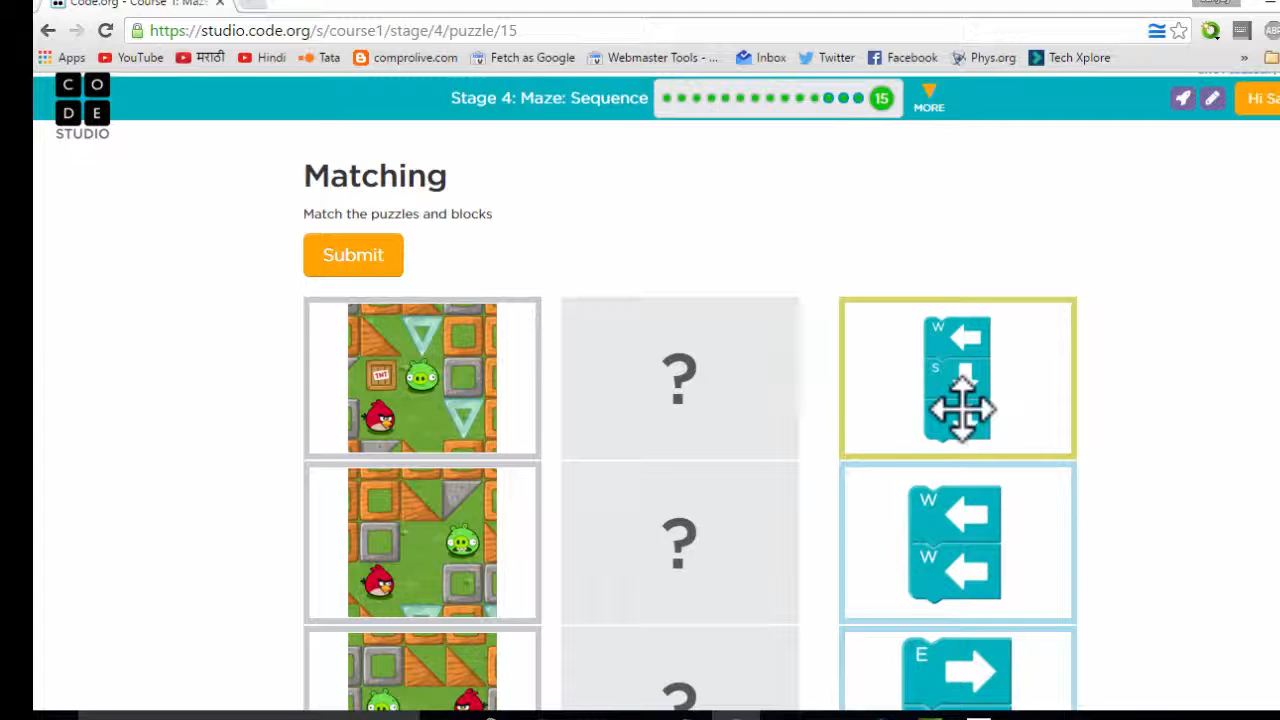 Code.org - Course 1: Maz
https://studio.code.org/s/course1/stage/4/puzzle/15
Apps YouTube मराठी Hindi Tata comprolive.com Fetch as Google Webmaster Tools - ... Inbox Twitter Facebook Phys.org Tech Xplore »
C O
D E
STUDIO
Stage 4: Maze: Sequence 15 MORE Hi Sa
Matching
Match the puzzles and blocks
Submit
TNT
?
W
S
?
W
W
?
E